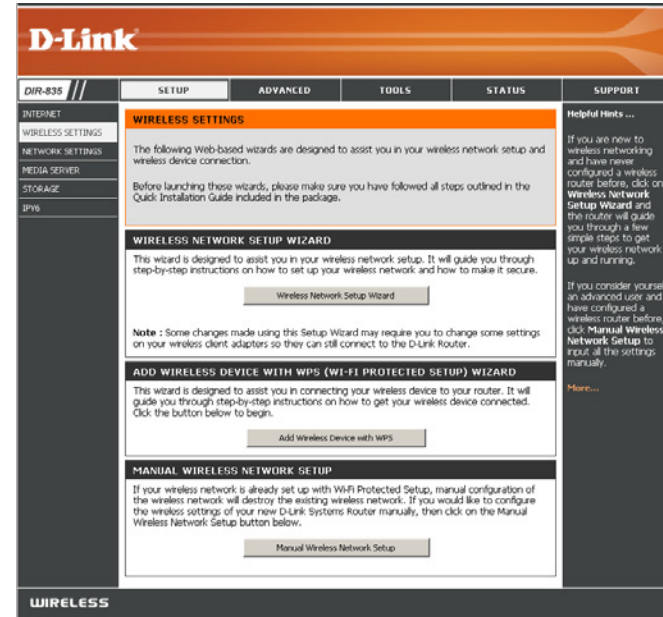 D-Link
DIR-835
SETUP
ADVANCED
TOOLS
STATUS
SUPPORT
INTERNET
WIRELESS SETTINGS
NETWORK SETTINGS
MEDIA SERVER
STORAGE
IPV6
WIRELESS SETTINGS
The following Web-based wizards are designed to assist you in your wireless network setup and
wireless device connection.
Before launching these wizards, please make sure you have followed all steps outlined in the
Quick Installation Guide included in the package.
WIRELESS NETWORK SETUP WIZARD
This wizard is designed to assist you in your wireless network setup. It will guide you through
step-by-step instructions on how to set up your wireless network and how to make it secure.
Wireless Network Setup Wizard
Note : Some changes made using this Setup Wizard may require you to change some settings
on your wireless client adapters so they can still connect to the D-Link Router.
ADD WIRELESS DEVICE WITH WPS (WI-FI PROTECTED SETUP) WIZARD
This wizard is designed to assist you in connecting your wireless device to your router. It will
guide you through step-by-step instructions on how to get your wireless device connected.
Click the button below to begin.
Add Wireless Device with WPS
MANUAL WIRELESS NETWORK SETUP
If your wireless network is already set up with Wi-Fi Protected Setup, manual configuration of
the wireless network will destroy the existing wireless network. If you would like to configure
the wireless settings of your new D-Link Systems Router manually, then click on the Manual
Wireless Network Setup button below.
Manual Wireless Network Setup
Helpful Hints ...
If you are new to
wireless networking
and have never
configured a wireless
router before, click on
Wireless Network
Setup Wizard and
the router will guide
you through a few
simple steps to get
your wireless network
up and running.
If you consider yoursel
an advanced user and
have configured a
wireless router before,
click Manual Wireless
Network Setup to
input all the settings
manually.
More...
WIRELESS